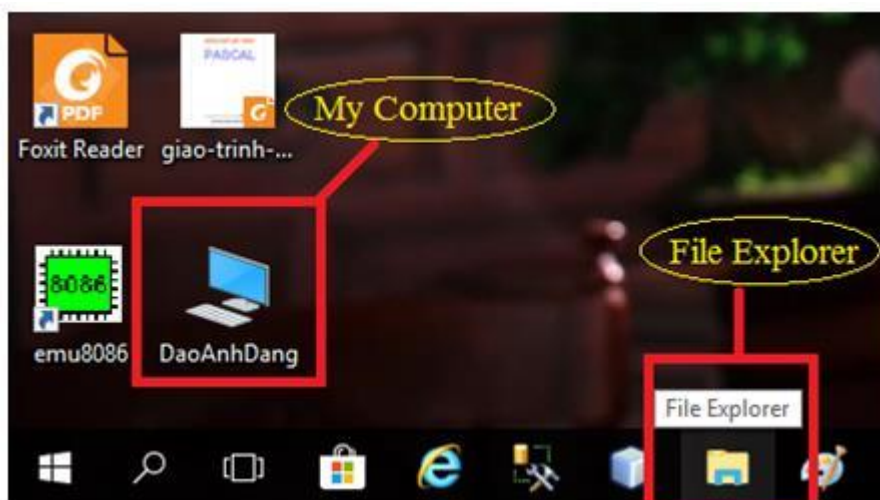 PASCAL
PDF
Foxit Reader
giao-trinh-...
My Computer
8086
emu8086
DaoAnhDang
File Explorer
File Explorer